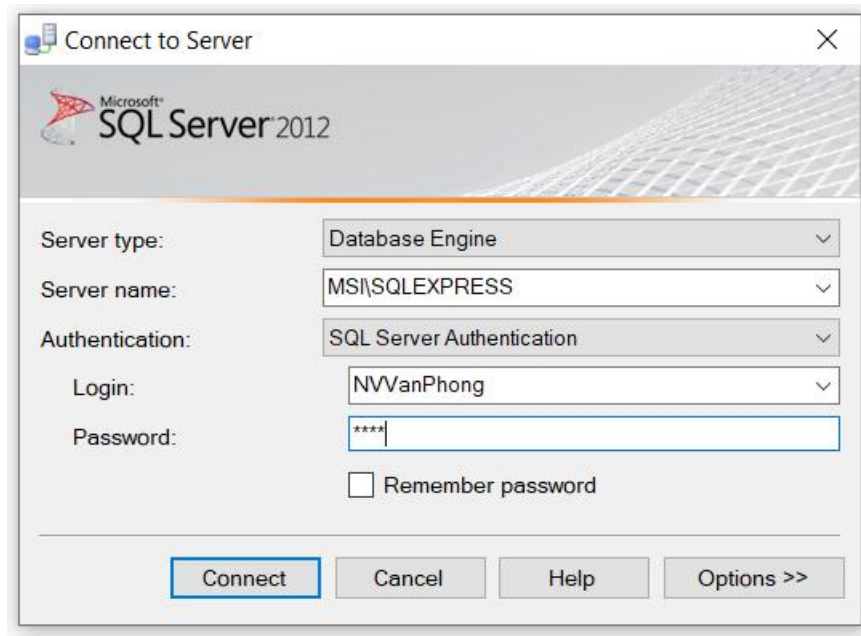 Connect to Server
Microsoft®
SQL Server® 2012
Server type: Database Engine
Server name: MSI\SQLEXPRESS
Authentication: SQL Server Authentication
Login: NVVanPhong
Password: ****
Remember password
Connect Cancel Help Options >>